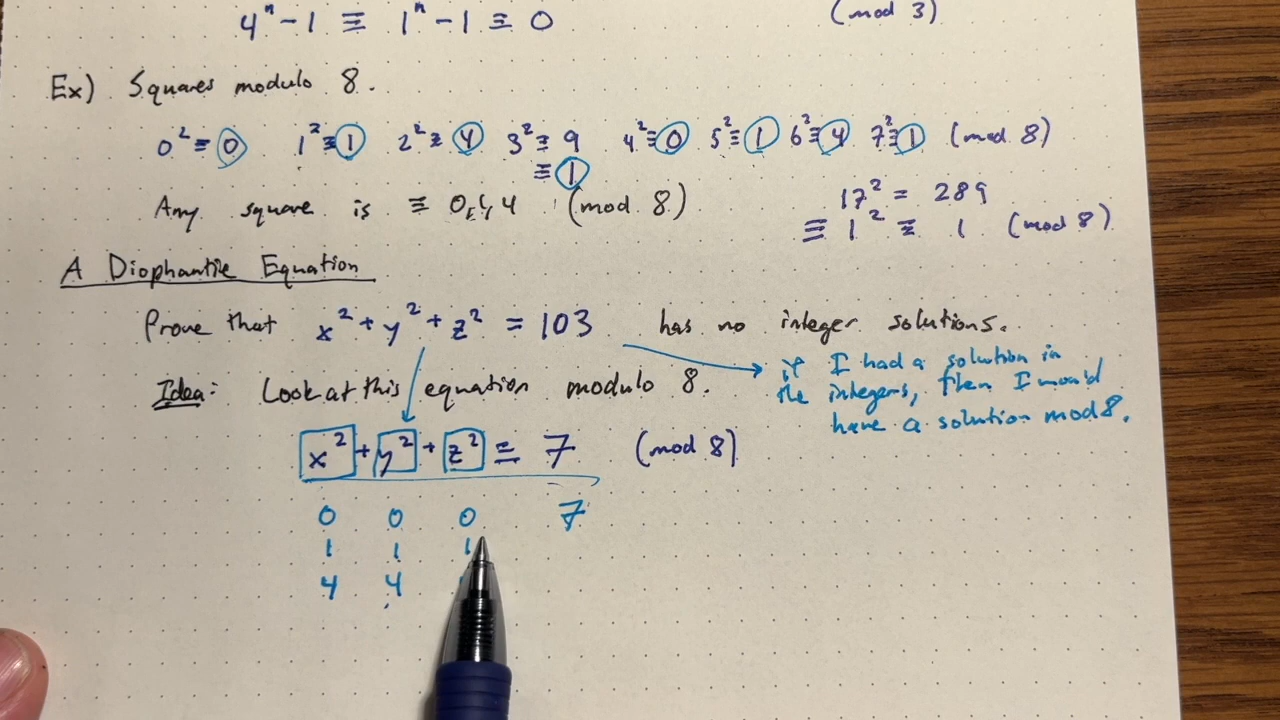 4ⁿ - 1 ≡ 1ⁿ - 1 ≡ 0 (mod 3)
Ex) Squares modulo 8.
0² ≡ 0 1² ≡ 1 2² ≡ 4 3² ≡ 9 4² ≡ 0 5² ≡ 1 6² ≡ 4 7² ≡ 1 (mod 8)
≡ 1
Any square is ≡ 0, 1, 4 (mod 8)
17² = 289
≡ 1² ≡ 1 (mod 8)
A Diophantine Equation
Prove that x² + y² + z² = 103 has no integer solutions.
Idea: Look at this equation modulo 8.
if I had a solution in
the integers, then I would
have a solution mod 8.
x² + y² + z² ≡ 7 (mod 8)
0 0 0 7
1 1 1
4 4